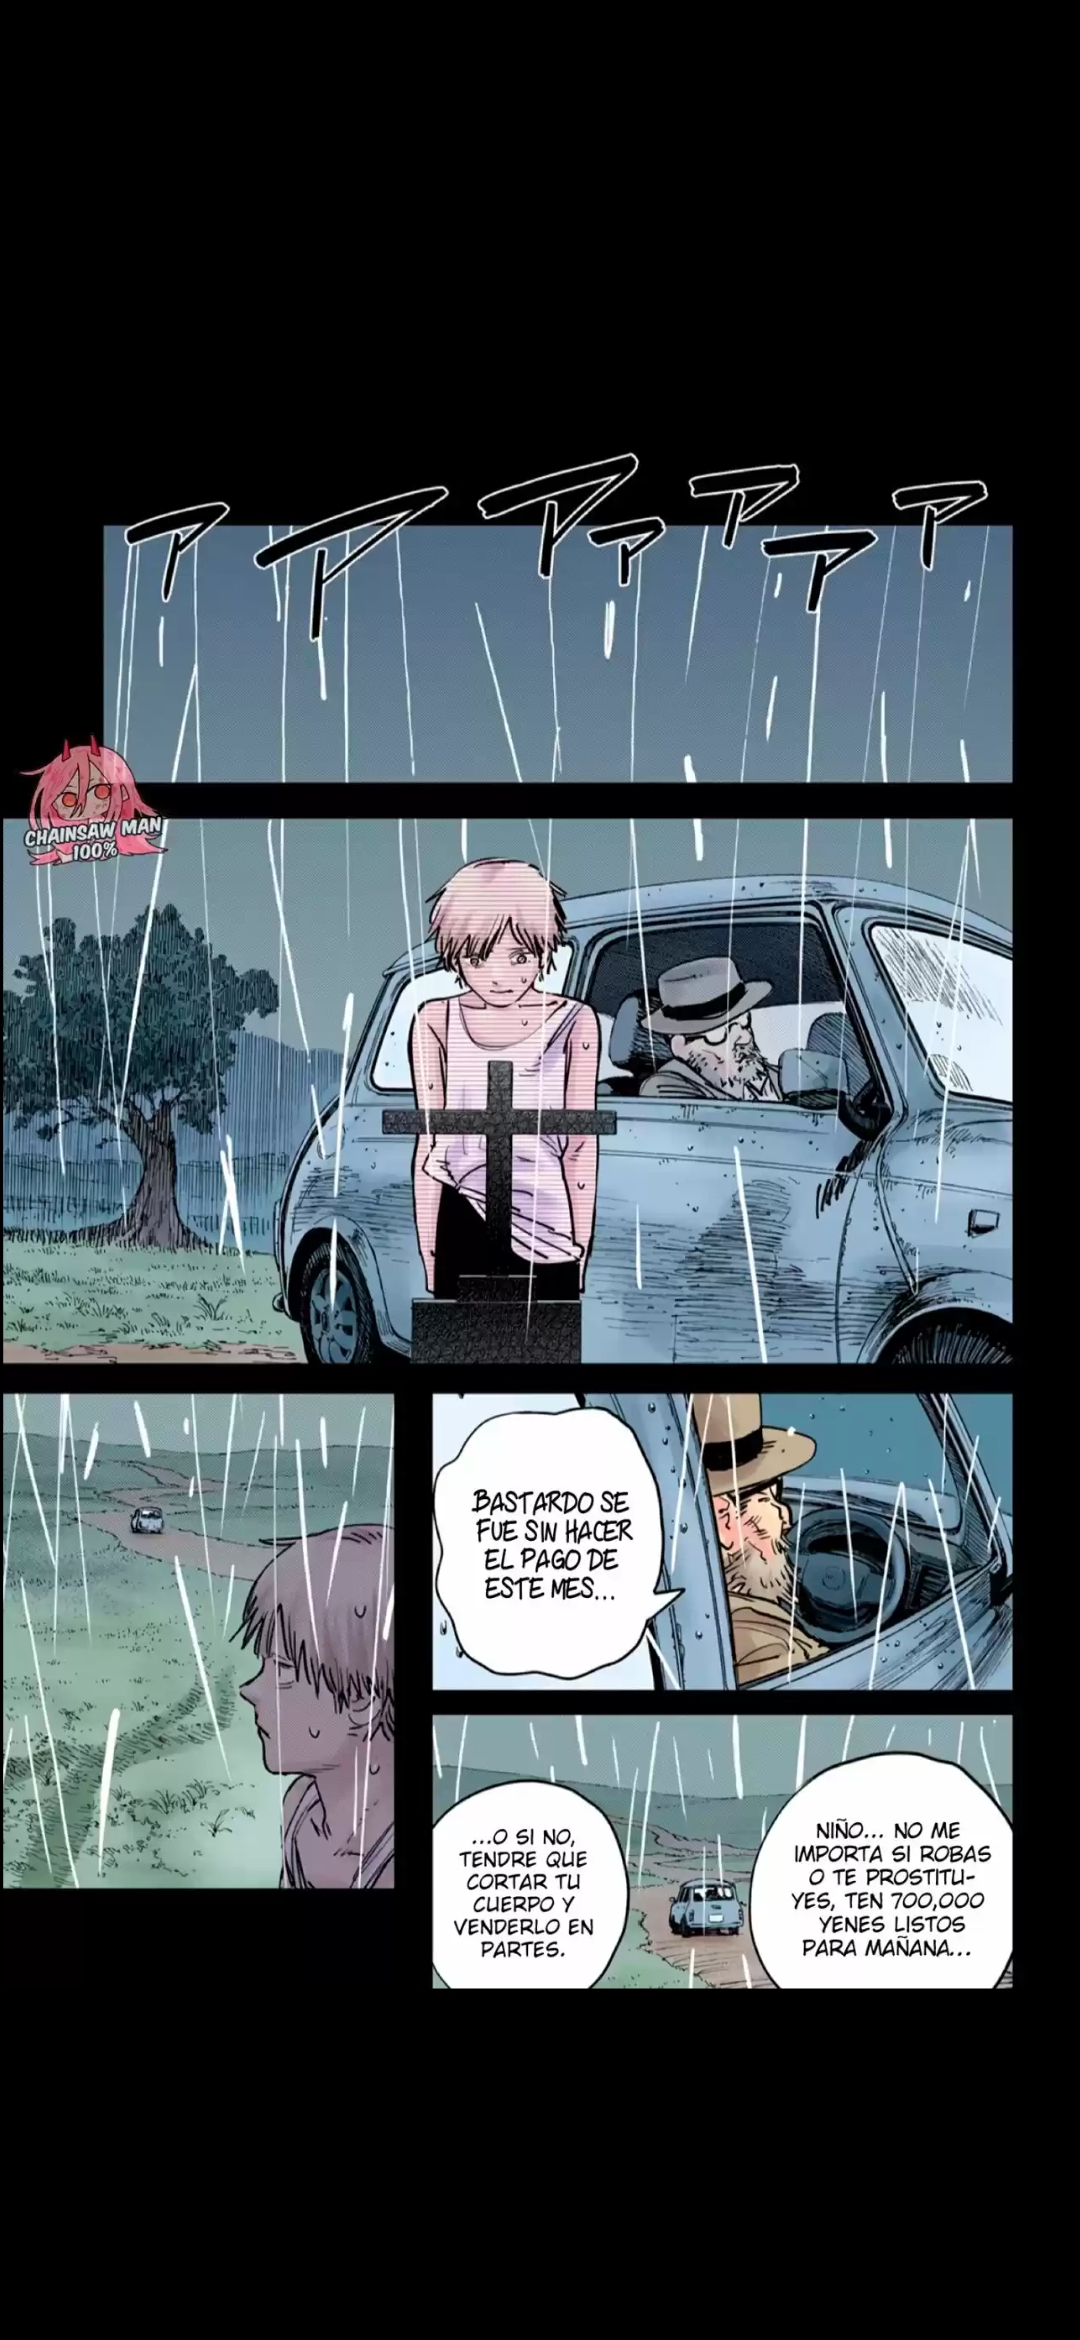 ア ア ア ア ア ア ア
CHAINSAW MAN
100%
BASTARDO SE
FUE SIN HACER
EL PAGO DE
ESTE MES...
NIÑO... NO ME
IMPORTA SI ROBAS
O TE PROSTITU-
YES, TEN 700,000
YENES LISTOS
PARA MAÑANA...
...O SI NO,
TENDRE QUE
CORTAR TU
CUERPO Y
VENDERLO EN
PARTES.